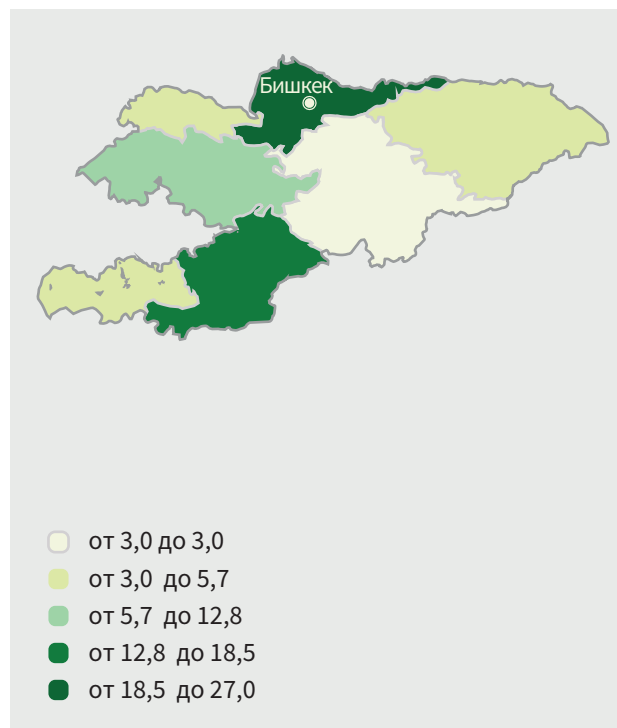 Бишкек
от 3,0 до 3,0
от 3,0 до 5,7
от 5,7 до 12,8
от 12,8 до 18,5
от 18,5 до 27,0